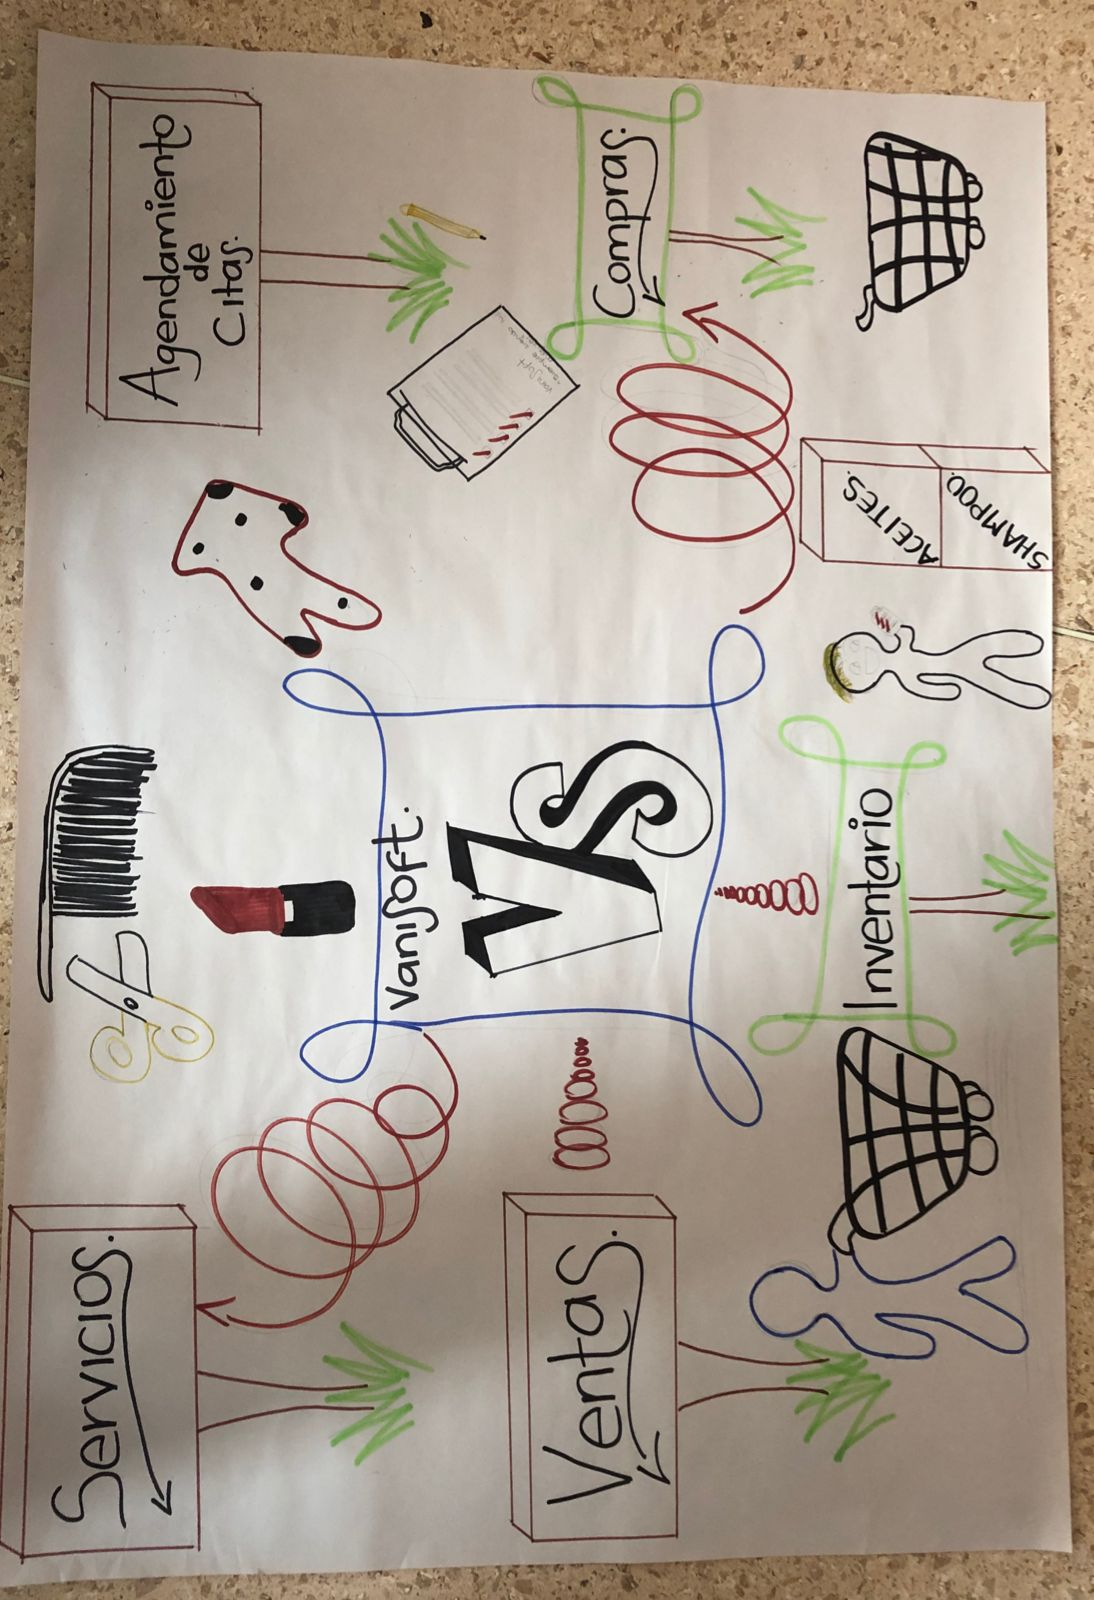 Servicios.
Agendamiento
de
Citas.
Vanisoft.
VS
Ventas.
Compras.
Inventario
ACEITES.
SHAMPOO.